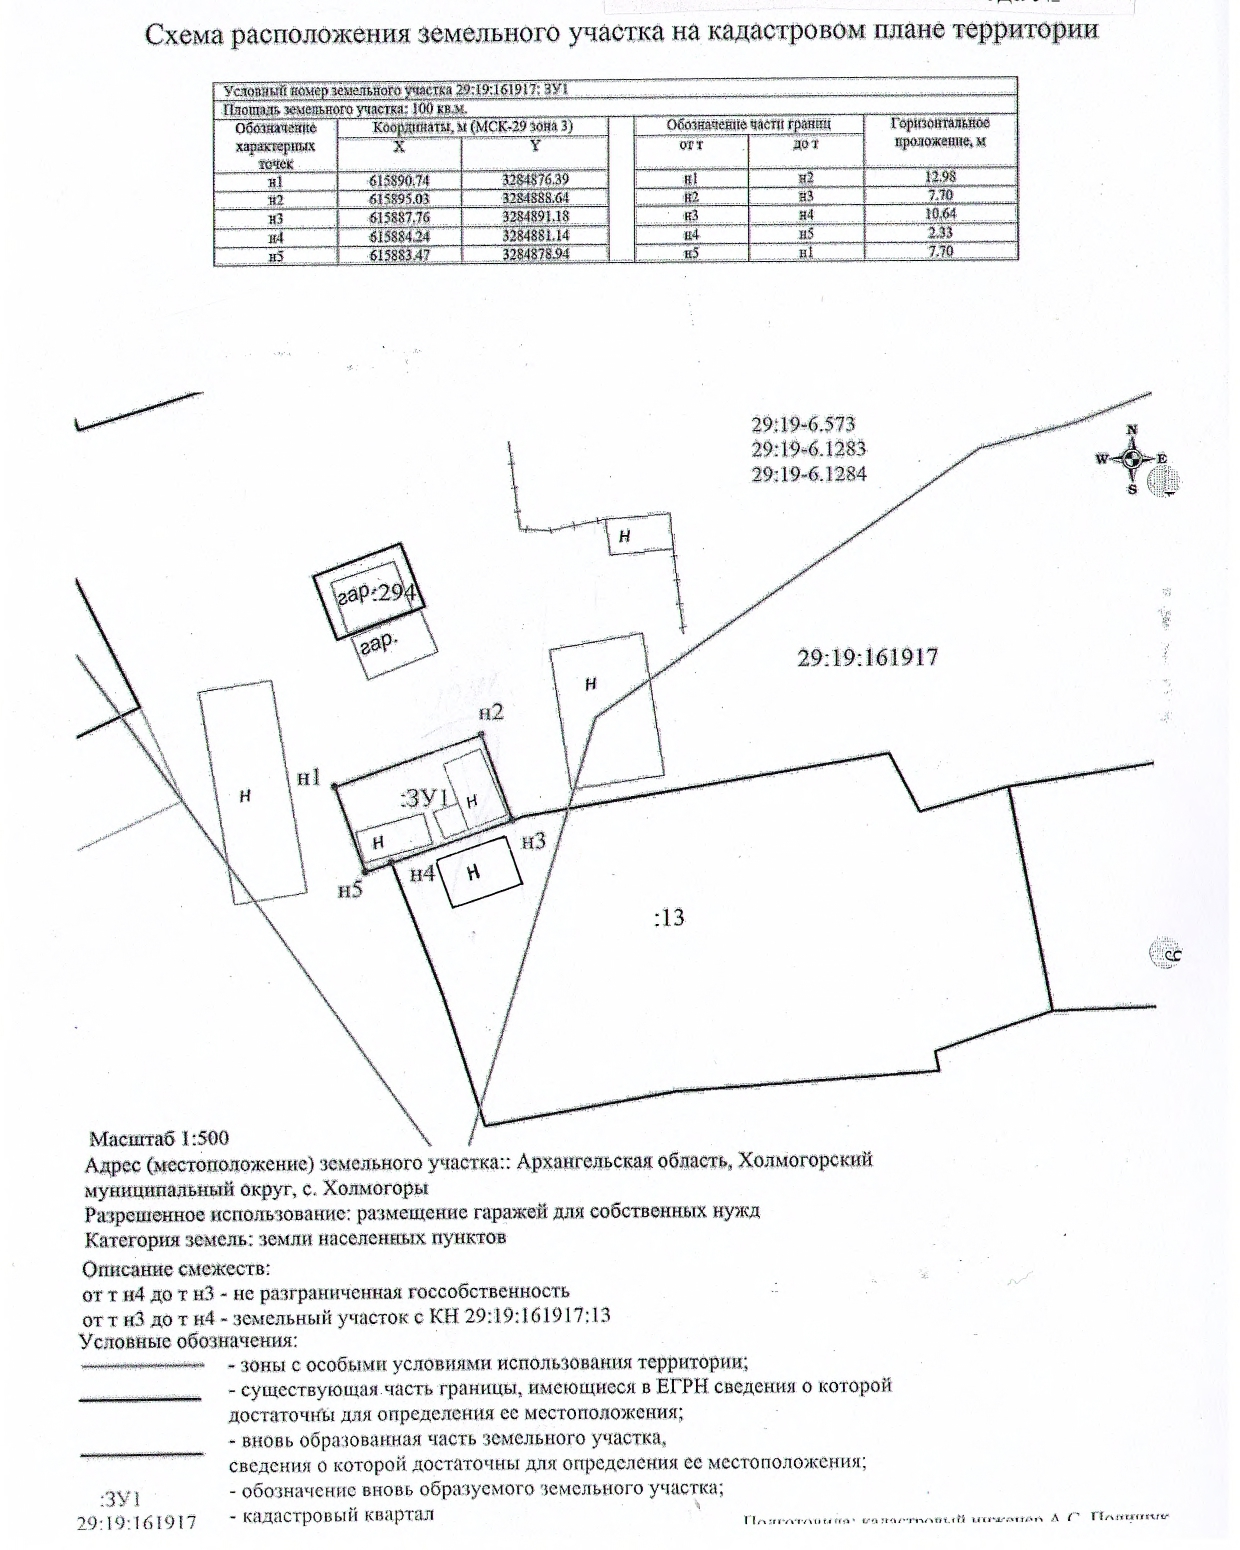 Схема расположения земельного участка на кадастровом плане территории
Условный номер земельного участка 29:19:161917: ЗУ1
Площадь земельного участка: 100 кв.м.
Обозначение характерных точек
Координаты, м (МСК-29 зона 3)
X
Y
Обозначение части границ
от т
до т
Горизонтальное проложение, м
н1 615890.74 3284876.39 н1 н2 12.98
н2 615895.03 3284888.64 н2 н3 7.70
н3 615887.76 3284891.18 н3 н4 10.64
н4 615884.24 3284881.14 н4 н5 2.33
н5 615883.47 3284878.94 н5 н1 7.70
29:19-6.573
29:19-6.1283
29:19-6.1284
N
W E
S
Н
гар.:294
гар.
29:19:161917
Н
н2
н1
Н
:ЗУ1
Н
Н
н3
н4
Н
н5
:13
сс
Масштаб 1:500
Адрес (местоположение) земельного участка:: Архангельская область, Холмогорский
муниципальный округ, с. Холмогоры
Разрешенное использование: размещение гаражей для собственных нужд
Категория земель: земли населенных пунктов
Описание смежеств:
от т н4 до т н3 - не разграниченная госсобственность
от т н3 до т н4 - земельный участок с КН 29:19:161917:13
Условные обозначения:
- зоны с особыми условиями использования территории;
- существующая часть границы, имеющиеся в ЕГРН сведения о которой
достаточны для определения ее местоположения;
- вновь образованная часть земельного участка,
сведения о которой достаточны для определения ее местоположения;
:ЗУ1 - обозначение вновь образуемого земельного участка;
29:19:161917 - кадастровый квартал
Подготовила: кадастровый инженер А.С.